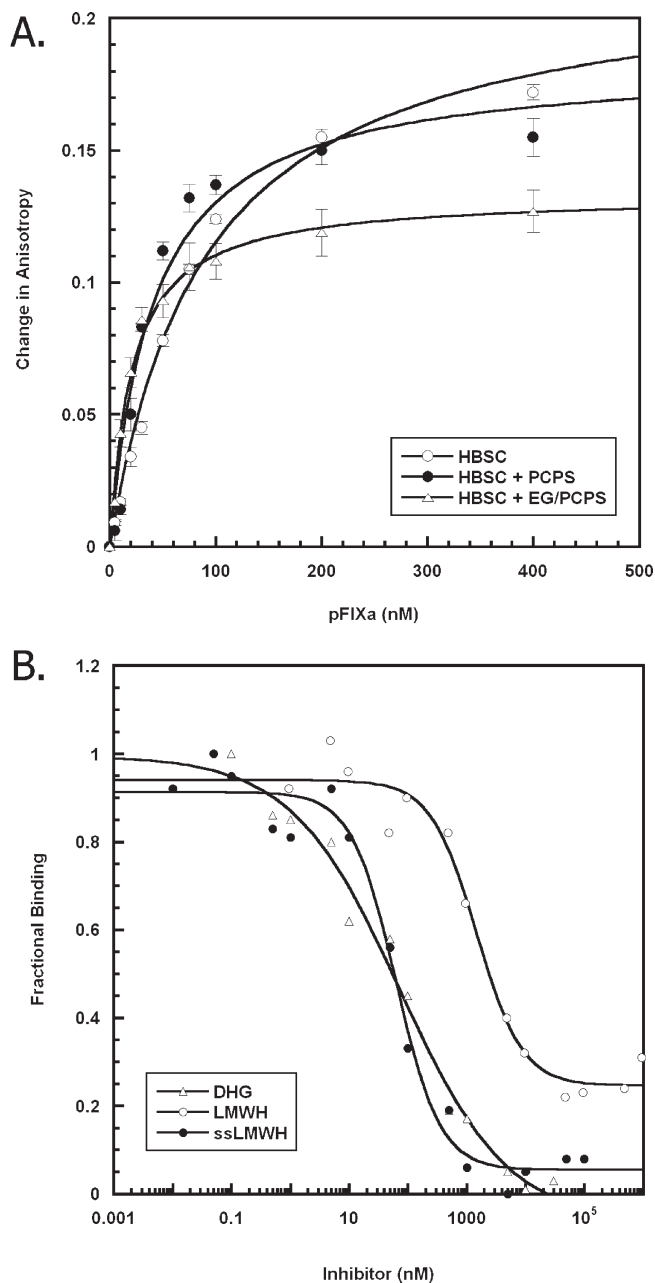 A.
0.2
0.15
0.1
0.05
0
Change in Anisotropy
HBSC
HBSC + PCPS
HBSC + EG/PCPS
0 100 200 300 400 500
pFIXa (nM)
B.
1.2
1
0.8
0.6
0.4
0.2
0
Fractional Binding
DHG
LMWH
ssLMWH
0.001 0.1 10 1000 10⁵
Inhibitor (nM)